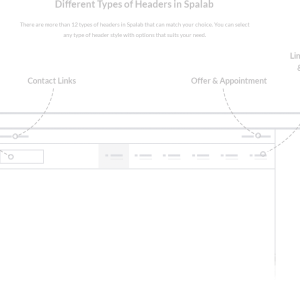 Different Types of Headers in Spalab
There are more than 12 types of headers in Spalab that can match your choice. You can select
any type of header style with options that suits your need.
Contact Links
Offer & Appointment